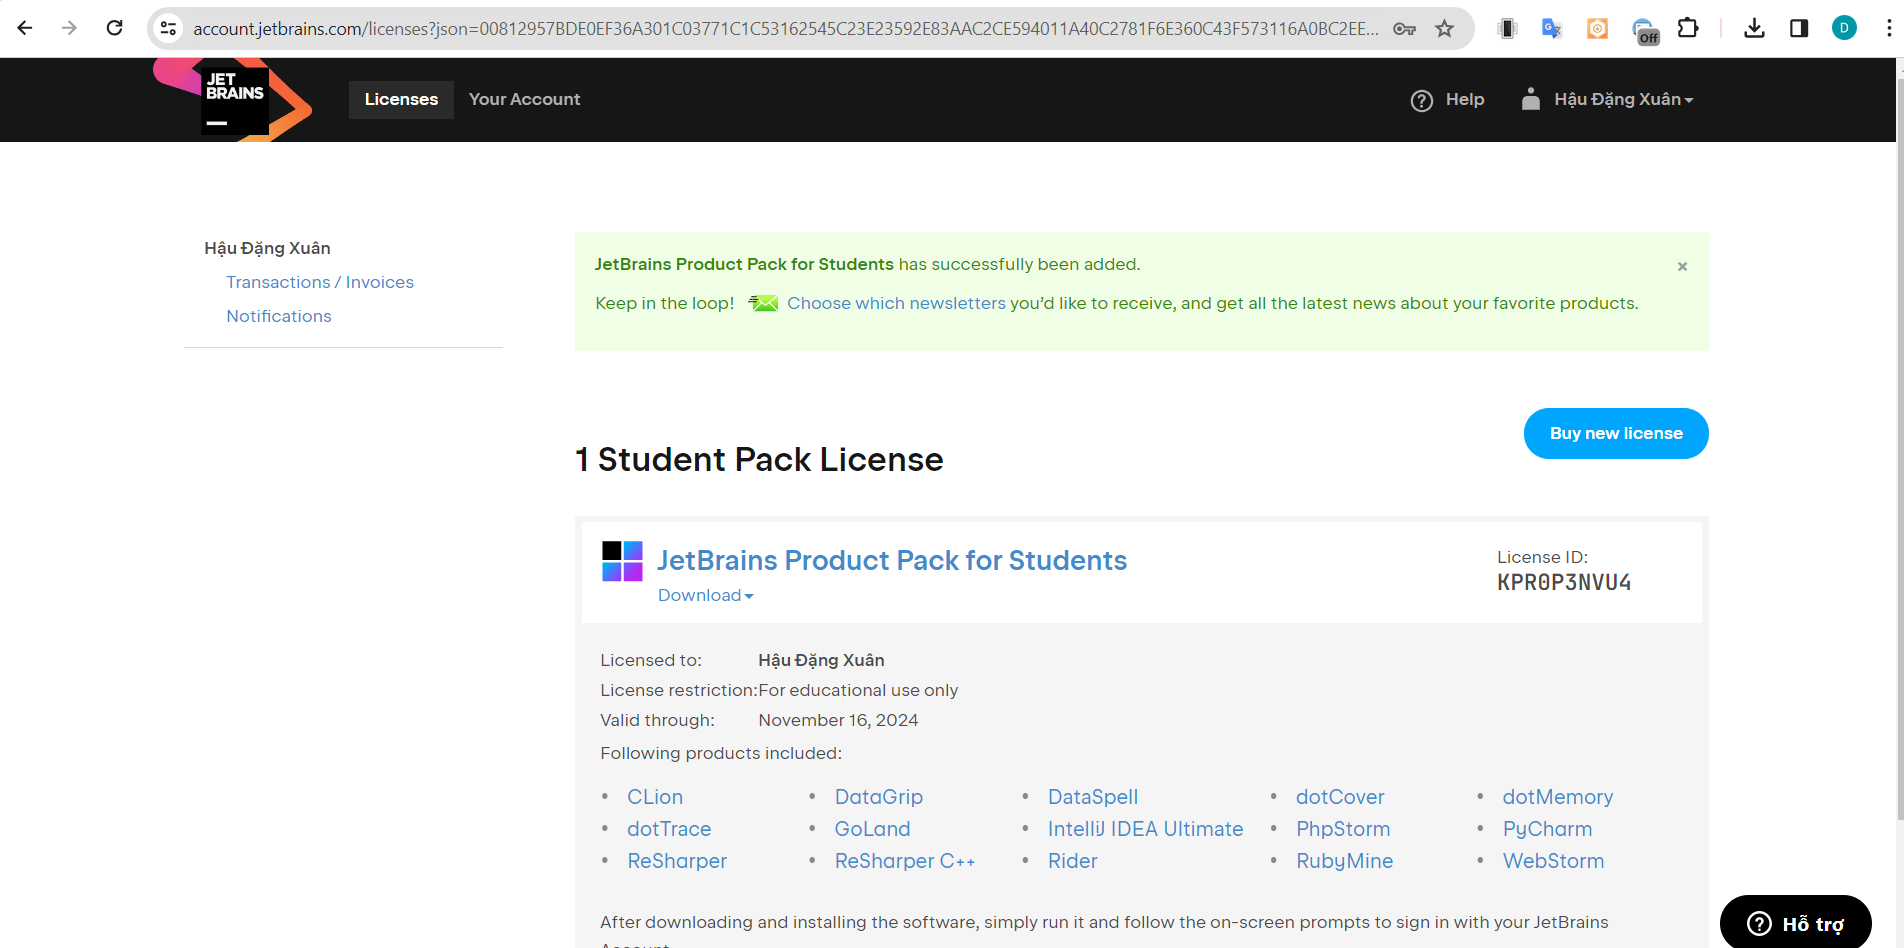 account.jetbrains.com/licenses?json=00812957BDE0EF36A301C03771C1C53162545C23E23592E83AAC2CE594011A40C2781F6E360C43F573116A0BC2EE...
Off
D
JET
BRAINS
Licenses
Your Account
Help
Hậu Đặng Xuân
Hậu Đặng Xuân
Transactions / Invoices
Notifications
JetBrains Product Pack for Students has successfully been added.
×
Keep in the loop! Choose which newsletters you’d like to receive, and get all the latest news about your favorite products.
Buy new license
1 Student Pack License
JetBrains Product Pack for Students
Download
License ID:
KPR0P3NVU4
Licensed to: Hậu Đặng Xuân
License restriction:For educational use only
Valid through: November 16, 2024
Following products included:
• CLion • DataGrip • DataSpell • dotCover • dotMemory
• dotTrace • GoLand • IntelliJ IDEA Ultimate • PhpStorm • PyCharm
• ReSharper • ReSharper C++ • Rider • RubyMine • WebStorm
After downloading and installing the software, simply run it and follow the on-screen prompts to sign in with your JetBrains
Hỗ trợ